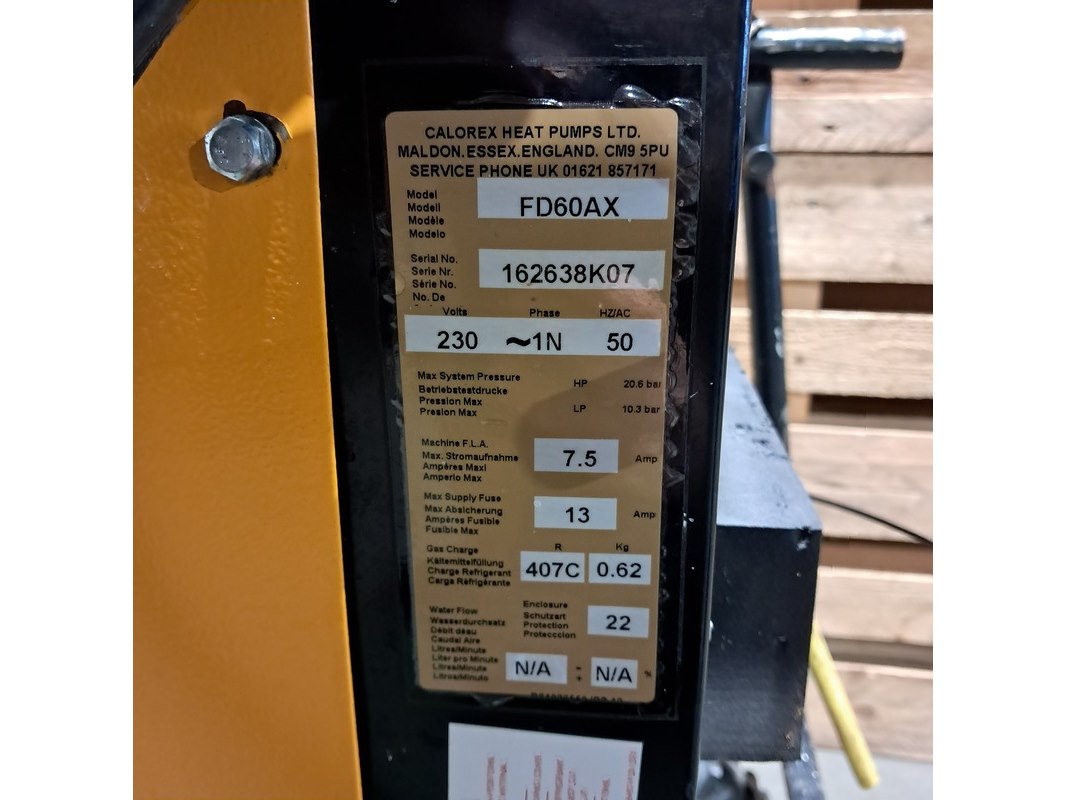 CALOREX HEAT PUMPS LTD.
MALDON.ESSEX.ENGLAND. CM9 5PU
SERVICE PHONE UK 01621 857171
Model
Modell
Modèle
Modelo
FD60AX
Serial No.
Serie Nr.
Série No.
No. De
162638K07
Volts Phase HZ/AC
230 ~1N 50
Max System Pressure
Betriebstestdrucke
Pression Max
Presion Max
HP 20.6 bar
LP 10.3 bar
Machine F.L.A.
Max. Stromaufnahme
Ampères Maxi
Amperio Max
7.5 Amp
Max Supply Fuse
Max Absicherung
Ampères Fusible
Fusible Max
13 Amp
Gas Charge
Kältemittelfüllung
Charge Refrigerant
Carga Refrigérante
R Kg
407C 0.62
Enclosure
Schutzart
Protection
Proteccion
22
Water Flow
Wasserdurchsatz
Débit deau
Caudal Aire
Litres/Minute
Liter pro Minute
Litres/Minute
Litros/Minuto
N/A - + N/A %